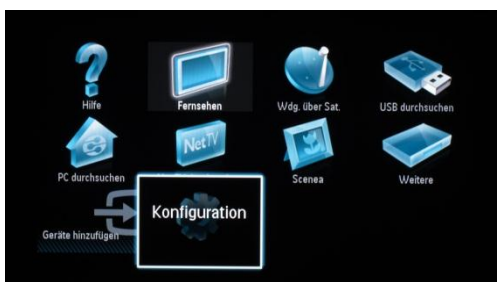 Hilfe
Fernsehen
Wdg. über Sat.
USB durchsuchen
PC durchsuchen
NetTV
Scenea
Weitere
Geräte hinzufügen
Konfiguration